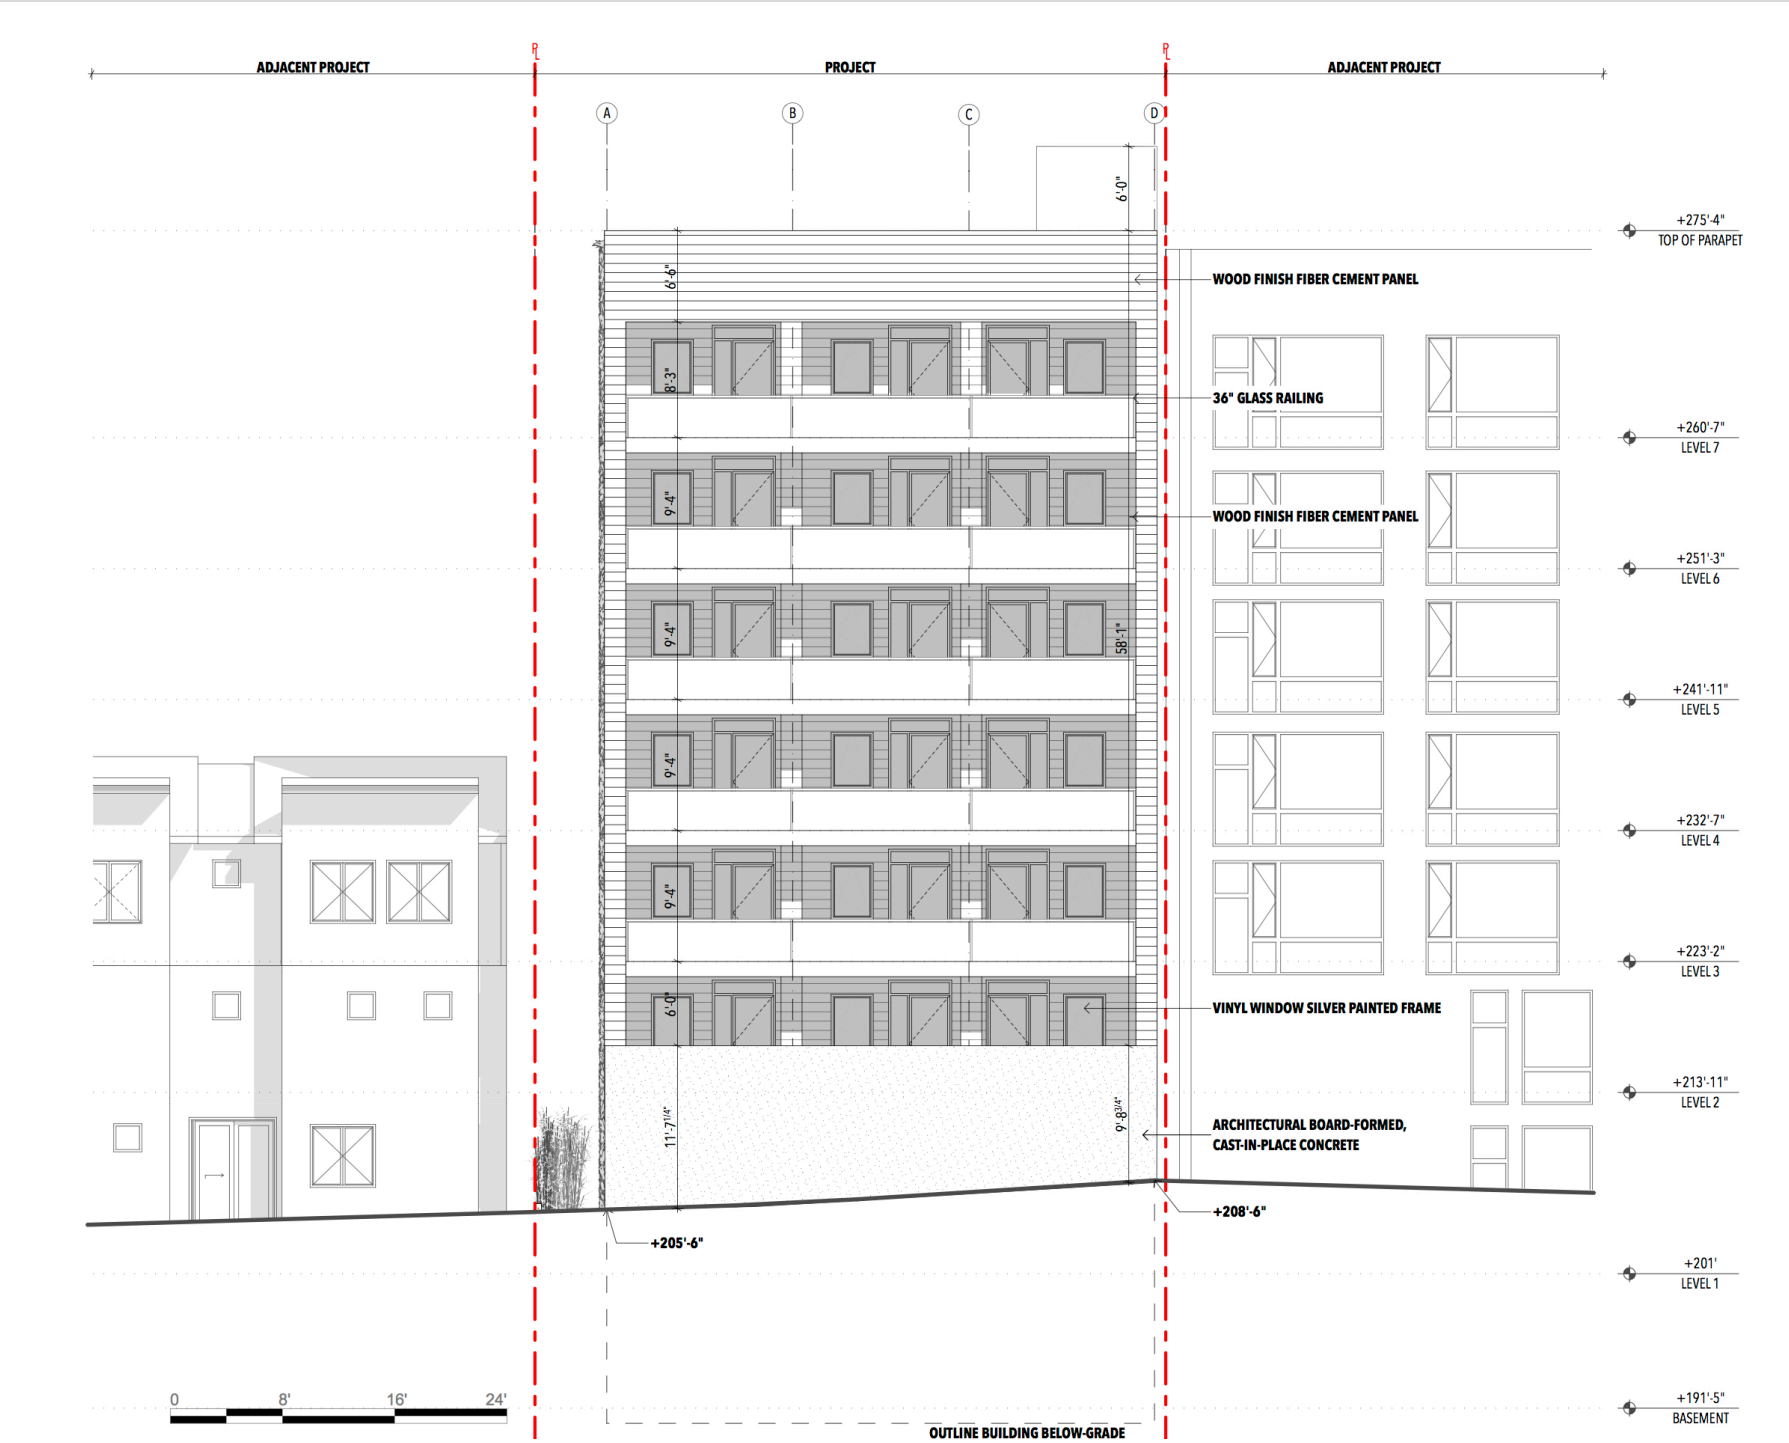 PL
PL
ADJACENT PROJECT
PROJECT
ADJACENT PROJECT
A
B
C
D
6'-0"
+275'-4"
TOP OF PARAPET
6'-6"
WOOD FINISH FIBER CEMENT PANEL
8'-3"
36" GLASS RAILING
+260'-7"
LEVEL 7
9'-4"
WOOD FINISH FIBER CEMENT PANEL
+251'-3"
LEVEL 6
9'-4"
58'-1"
+241'-11"
LEVEL 5
9'-4"
+232'-7"
LEVEL 4
9'-4"
+223'-2"
LEVEL 3
6'-0"
VINYL WINDOW SILVER PAINTED FRAME
+213'-11"
LEVEL 2
11'-7 1/4"
9'-8 3/4"
ARCHITECTURAL BOARD-FORMED,
CAST-IN-PLACE CONCRETE
+208'-6"
+205'-6"
+201'
LEVEL 1
0 8' 16' 24'
+191'-5"
BASEMENT
OUTLINE BUILDING BELOW-GRADE